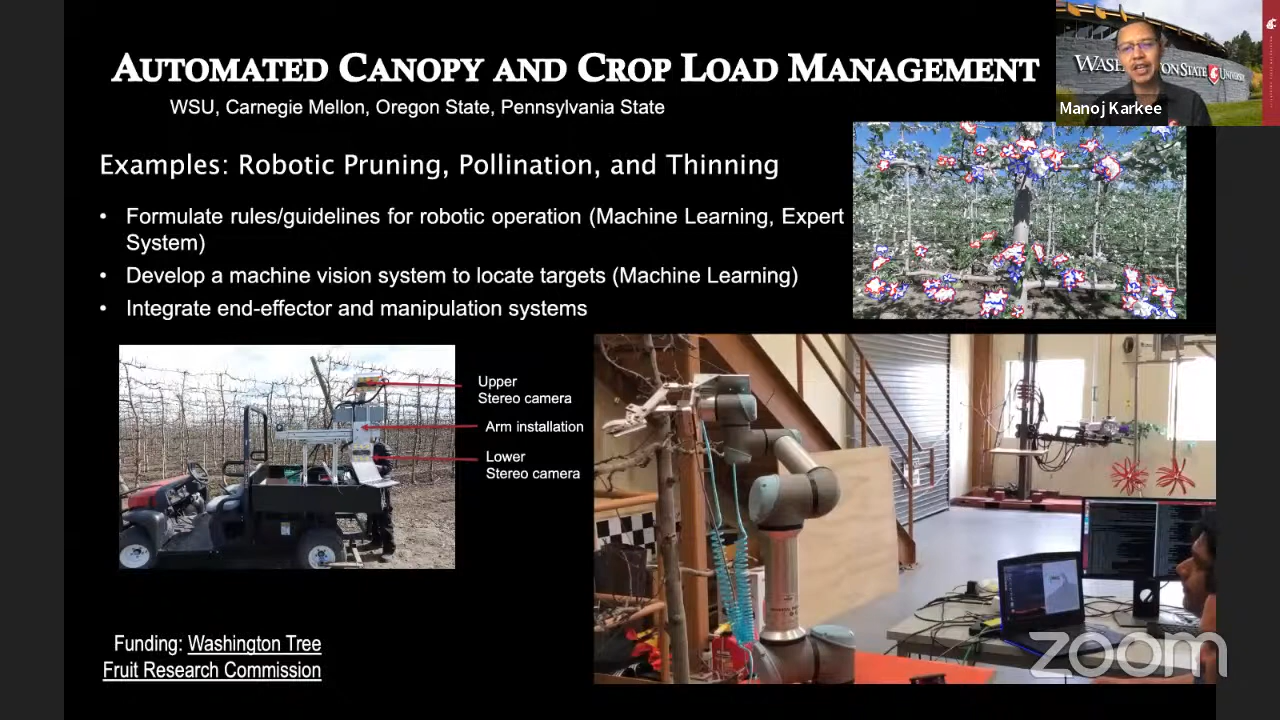 AUTOMATED CANOPY AND CROP LOAD MANAGEMENT
WSU, Carnegie Mellon, Oregon State, Pennsylvania State
Manoj Karkee
Examples: Robotic Pruning, Pollination, and Thinning
• Formulate rules/guidelines for robotic operation (Machine Learning, Expert
System)
• Develop a machine vision system to locate targets (Machine Learning)
• Integrate end-effector and manipulation systems
Upper
Stereo camera
Arm installation
Lower
Stereo camera
Funding: Washington Tree
Fruit Research Commission
zoom